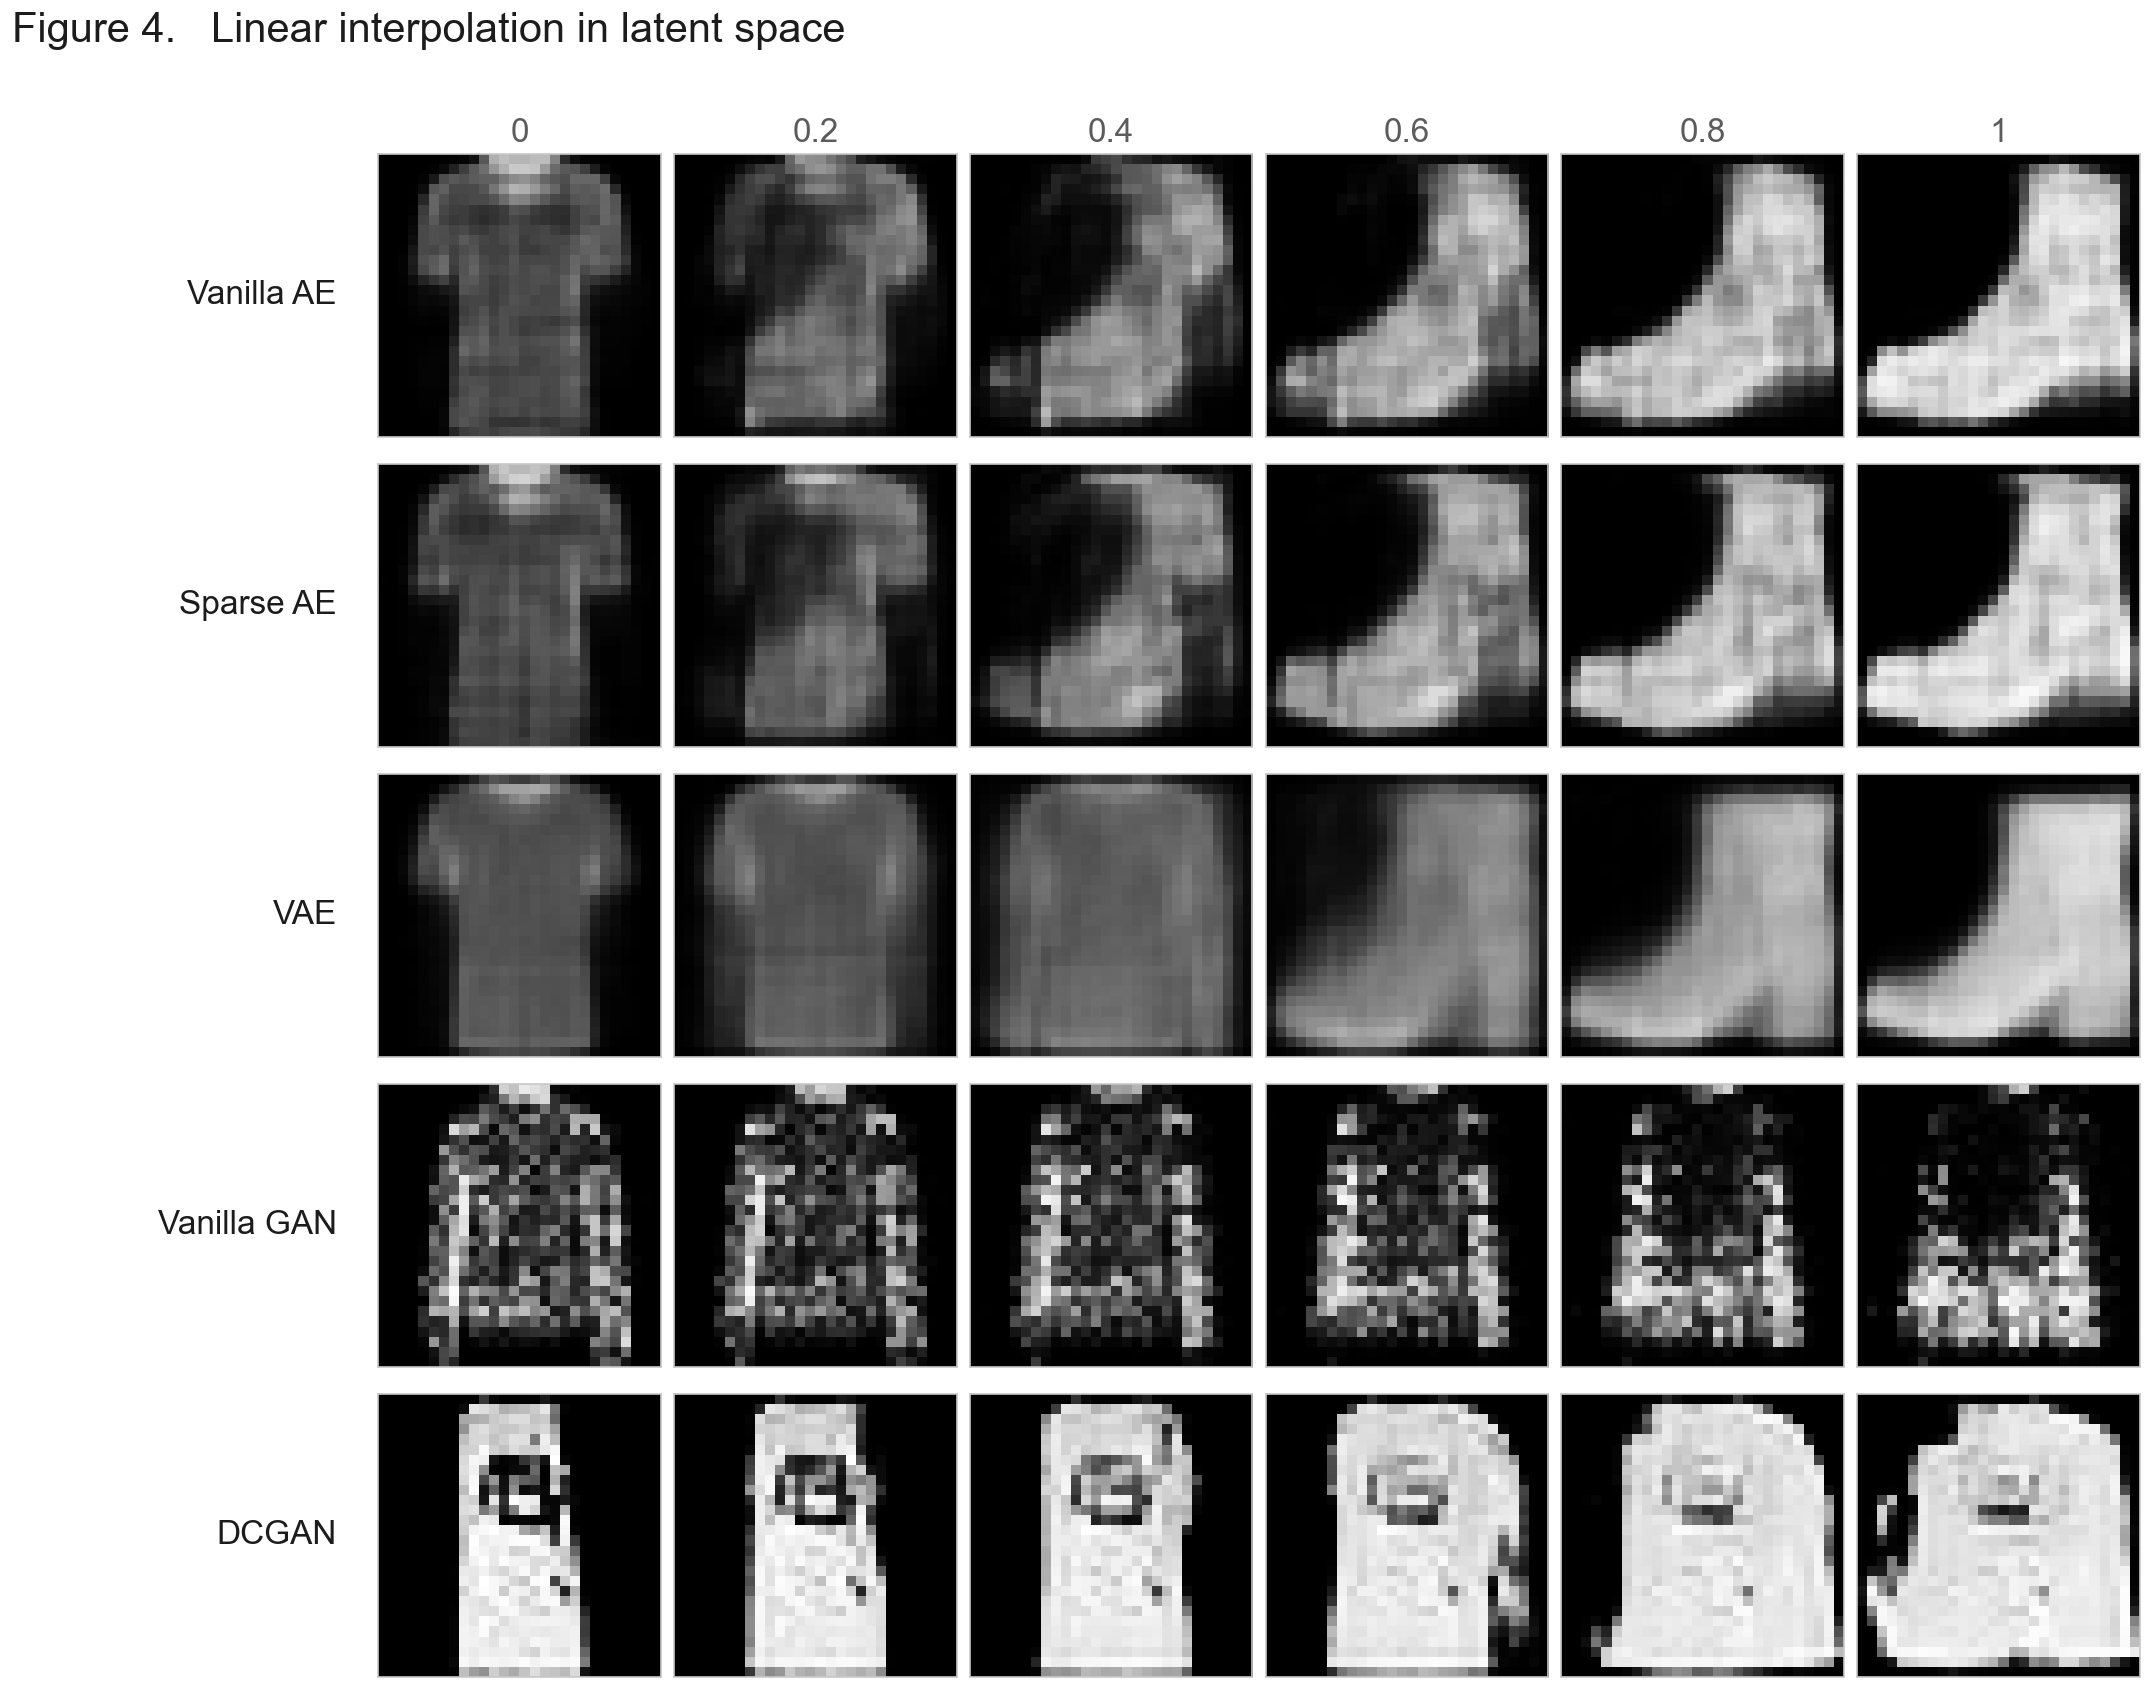 Figure 4. Linear interpolation in latent space
0 0.2 0.4 0.6 0.8 1
Vanilla AE
Sparse AE
VAE
Vanilla GAN
DCGAN